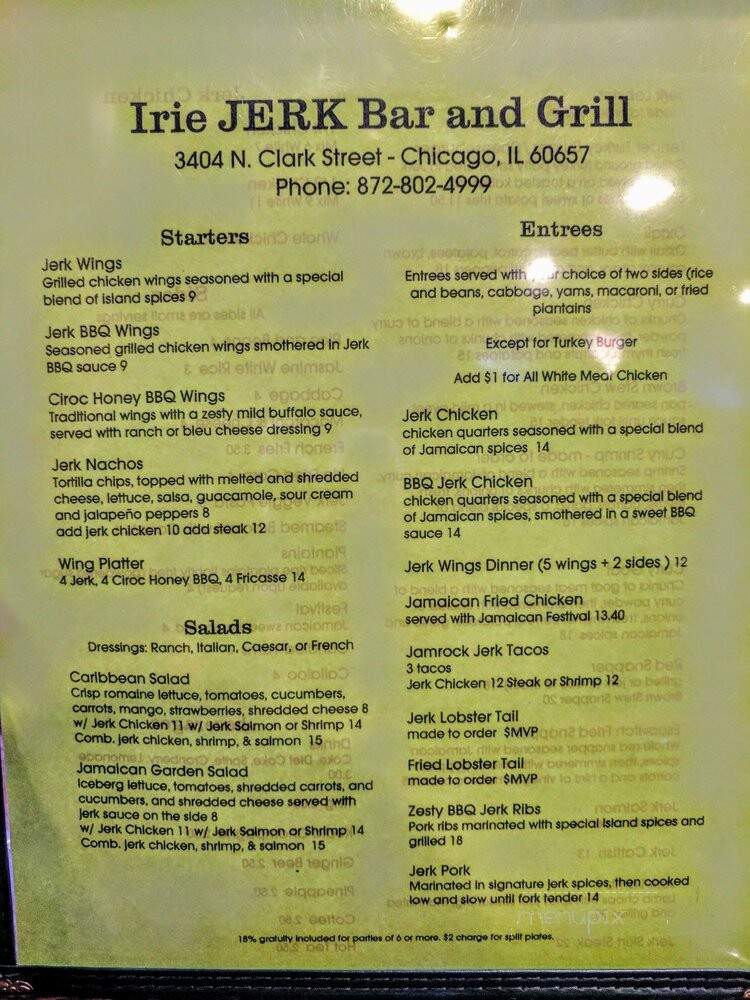 Irie JERK Bar and Grill
3404 N. Clark Street - Chicago, IL 60657
Phone: 872-802-4999
Starters
Jerk Wings
Grilled chicken wings seasoned with a special
blend of island spices 9
Jerk BBQ Wings
Seasoned grilled chicken wings smothered in Jerk
BBQ sauce 9
Ciroc Honey BBQ Wings
Traditional wings with a zesty mild buffalo sauce,
served with ranch or bleu cheese dressing 9
Jerk Nachos
Tortilla chips, topped with melted and shredded
cheese, lettuce, salsa, guacamole, sour cream
and jalapeño peppers 8
add jerk chicken 10 add steak 12
Wing Platter
4 Jerk, 4 Ciroc Honey BBQ, 4 Fricasse 14
Salads
Dressings: Ranch, Italian, Caesar, or French
Caribbean Salad
Crisp romaine lettuce, tomatoes, cucumbers,
carrots, mango, strawberries, shredded cheese 8
w/ Jerk Chicken 11 w/ Jerk Salmon or Shrimp 14
Comb. jerk chicken, shrimp, & salmon 15
Jamaican Garden Salad
Iceberg lettuce, tomatoes, shredded carrots, and
cucumbers, and shredded cheese served with
jerk sauce on the side 8
w/ Jerk Chicken 11 w/ Jerk Salmon or Shrimp 14
Comb. jerk chicken, shrimp, & salmon 15
Entrees
Entrees served with your choice of two sides (rice
and beans, cabbage, yams, macaroni, or fried
plantains
Except for Turkey Burger
Add $1 for All White Meat Chicken
Jerk Chicken
chicken quarters seasoned with a special blend
of Jamaican spices 14
BBQ Jerk Chicken
chicken quarters seasoned with a special blend
of Jamaican spices, smothered in a sweet BBQ
sauce 14
Jerk Wings Dinner (5 wings + 2 sides ) 12
Jamaican Fried Chicken
served with Jamaican Festival 13.40
Jamrock Jerk Tacos
3 tacos
Jerk Chicken 12 Steak or Shrimp 12
Jerk Lobster Tail
made to order $MVP
Fried Lobster Tail
made to order $MVP
Zesty BBQ Jerk Ribs
Pork ribs marinated with special Island spices and
grilled 18
Jerk Pork
Marinated in signature jerk spices, then cooked
low and slow until fork tender 14
menupix
18% gratuity included for parties of 6 or more. $2 charge for split plates.